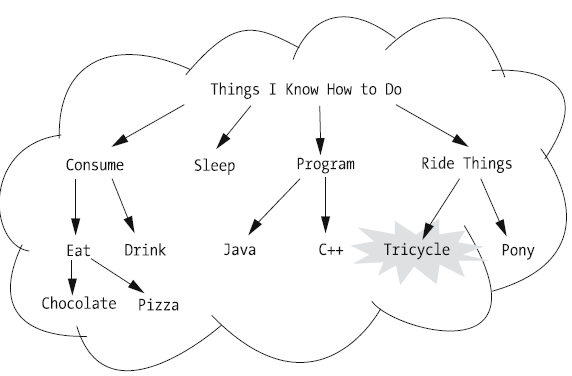 Things I Know How to Do
Consume Sleep Program Ride Things
Eat Drink Java C++ Tricycle Pony
Chocolate Pizza